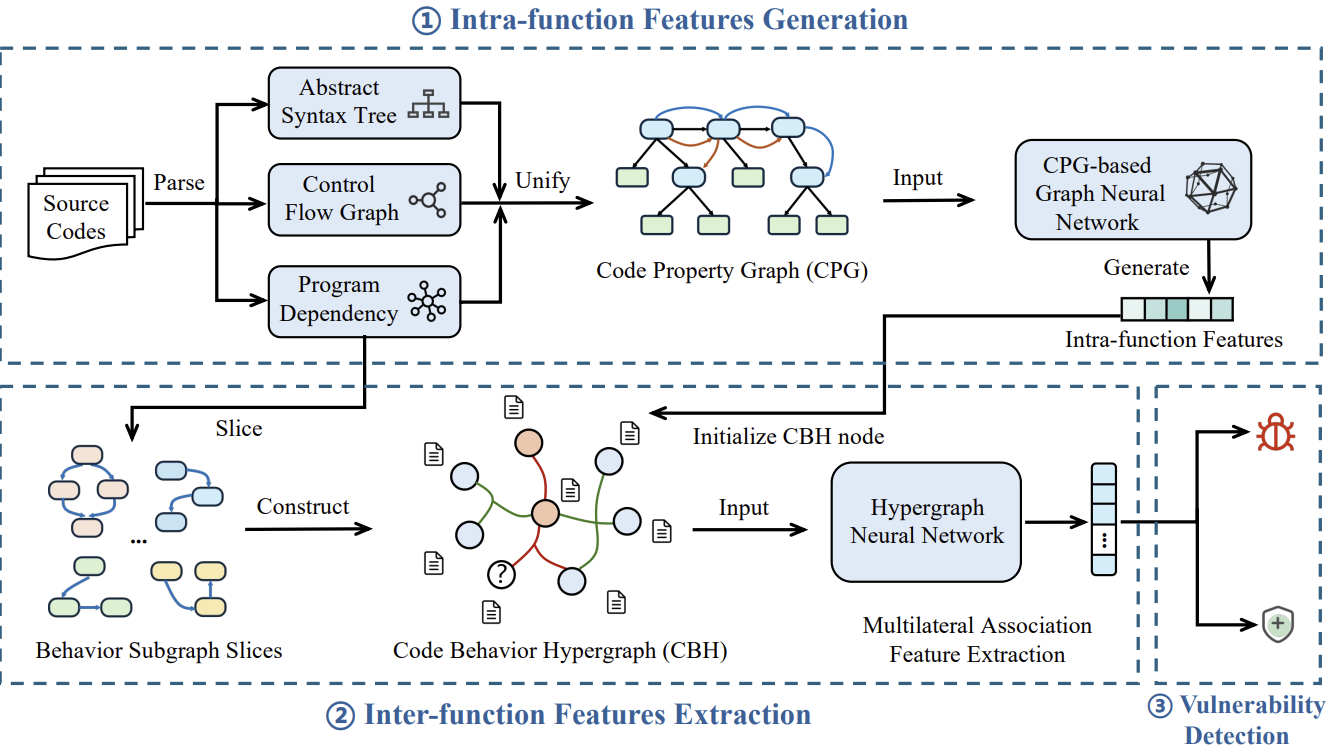 ① Intra-function Features Generation
Source
Codes
Parse
Abstract
Syntax Tree
Control
Flow Graph
Program
Dependency
Unify
Code Property Graph (CPG)
Input
CPG-based
Graph Neural
Network
Generate
Intra-function Features
Slice
Initialize CBH node
...
Behavior Subgraph Slices
Construct
?
Code Behavior Hypergraph (CBH)
Input
Hypergraph
Neural Network
Multilateral Association
Feature Extraction
② Inter-function Features Extraction
③ Vulnerability
Detection